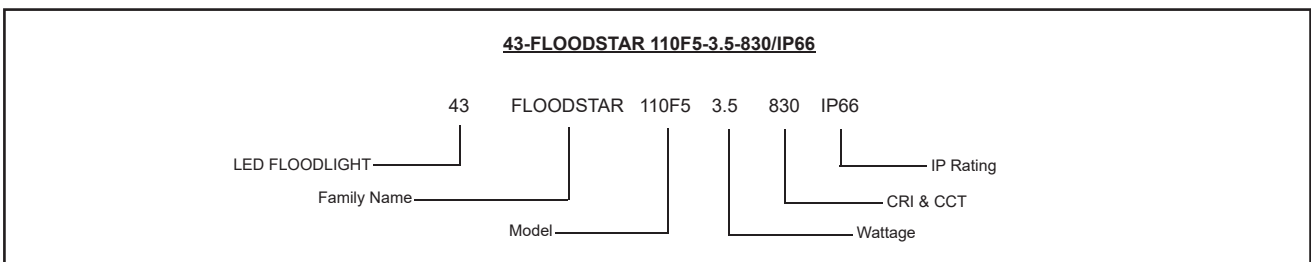 43-FLOODSTAR 110F5-3.5-830/IP66
43 FLOODSTAR 110F5 3.5 830 IP66
LED FLOODLIGHT IP Rating
Family Name CRI & CCT
Model Wattage